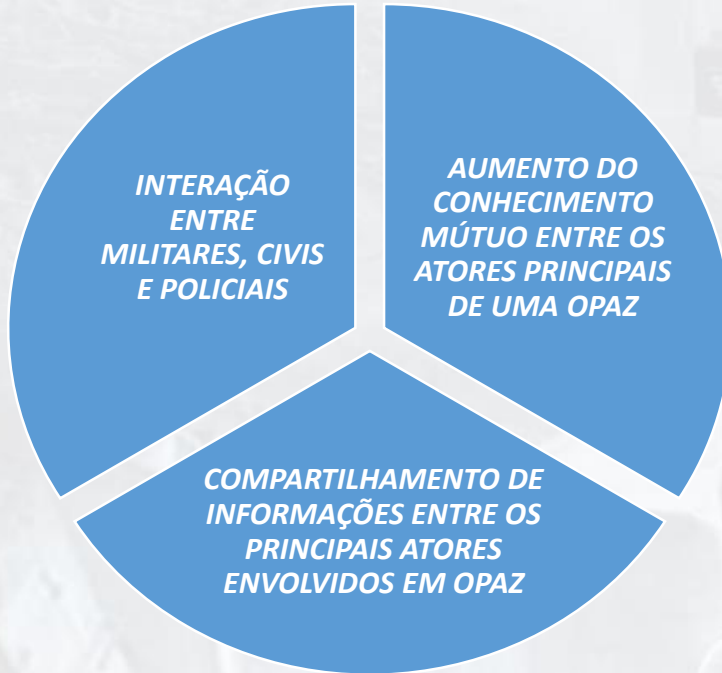 INTERAÇÃO
ENTRE
MILITARES, CIVIS
E POLICIAIS
AUMENTO DO
CONHECIMENTO
MÚTUO ENTRE OS
ATORES PRINCIPAIS
DE UMA OPAZ
COMPARTILHAMENTO DE
INFORMAÇÕES ENTRE OS
PRINCIPAIS ATORES
ENVOLVIDOS EM OPAZ